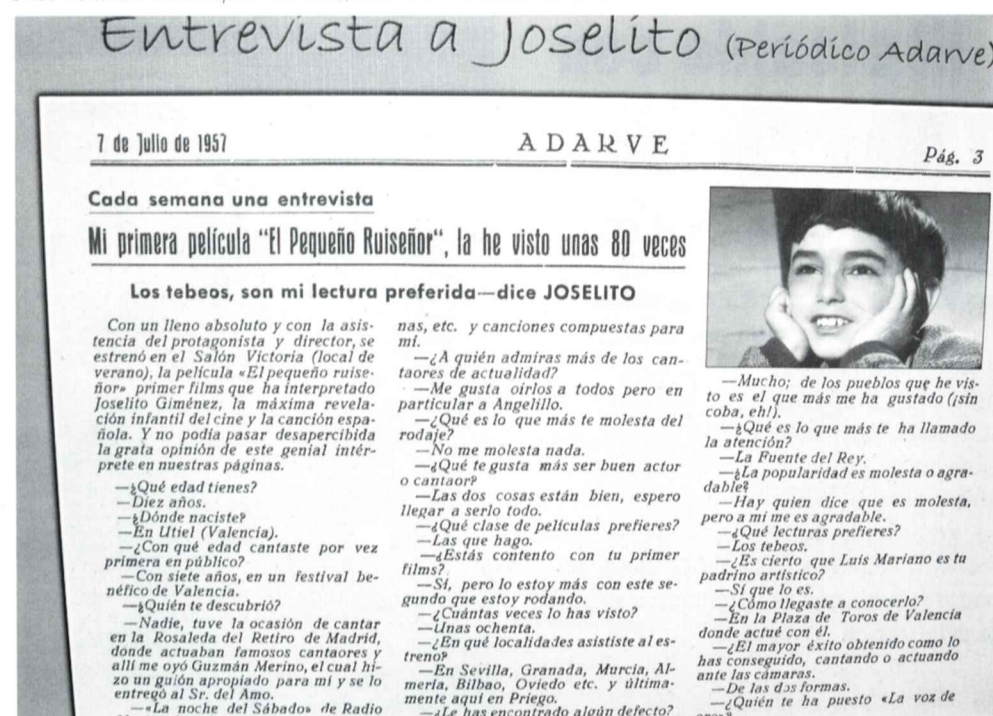 Entrevista a Joselito (Periódico Adarve)
7 de Julio de 1957
ADARVE
Pág. 3
Cada semana una entrevista
Mi primera película "El Pequeño Ruiseñor", la he visto unas 80 veces
Los tebeos, son mi lectura preferida—dice JOSELITO
Con un lleno absoluto y con la asis-
tencia del protagonista y director, se
estrenó en el Salón Victoria (local de
verano), la película «El pequeño ruise-
ñor» primer films que ha interpretado
Joselito Giménez, la máxima revela-
ción infantil del cine y la canción espa-
ñola. Y no podía pasar desapercibida
la grata opinión de este genial intér-
prete en nuestras páginas.
—¿Qué edad tienes?
—Diez años.
—¿Dónde naciste?
—En Utiel (Valencia).
—¿Con qué edad cantaste por vez
primera en público?
—Con siete años, en un festival be-
néfico de Valencia.
—¿Quién te descubrió?
—Nadie, tuve la ocasión de cantar
en la Rosaleda del Retiro de Madrid,
donde actuaban famosos cantaores y
allí me oyó Guzmán Merino, el cual hi-
zo un guión apropiado para mí y se lo
entregó al Sr. del Amo.
—«La noche del Sábado» de Radio
nas, etc. y canciones compuestas para
mí.
—¿A quién admiras más de los can-
taores de actualidad?
—Me gusta oírlos a todos pero en
particular a Angelillo.
—¿Qué es lo que más te molesta del
rodaje?
—No me molesta nada.
—¿Qué te gusta más ser buen actor
o cantaor?
—Las dos cosas están bien, espero
llegar a serlo todo.
—¿Qué clase de películas prefieres?
—Las que hago.
—¿Estás contento con tu primer
films?
—Sí, pero lo estoy más con este se-
gundo que estoy rodando.
—¿Cuántas veces lo has visto?
—Unas ochenta.
—¿En qué localidades asististe al es-
treno?
—En Sevilla, Granada, Murcia, Al-
mería, Bilbao, Oviedo etc. y última-
mente aquí en Priego.
—¿Le has encontrado algún defecto?
—Mucho; de los pueblos que he vis-
to es el que más me ha gustado (¡sin
coba, eh!).
—¿Qué es lo que más te ha llamado
la atención?
—La Fuente del Rey.
—¿La popularidad es molesta o agra-
dable?
—Hay quien dice que es molesta,
pero a mí me es agradable.
—¿Qué lecturas prefieres?
—Los tebeos.
—¿Es cierto que Luis Mariano es tu
padrino artístico?
—Sí que lo es.
—¿Cómo llegaste a conocerlo?
—En la Plaza de Toros de Valencia
donde actué con él.
—¿El mayor éxito obtenido como lo
has conseguido, cantando o actuando
ante las cámaras.
—De las dos formas.
—¿Quién te ha puesto «La voz de